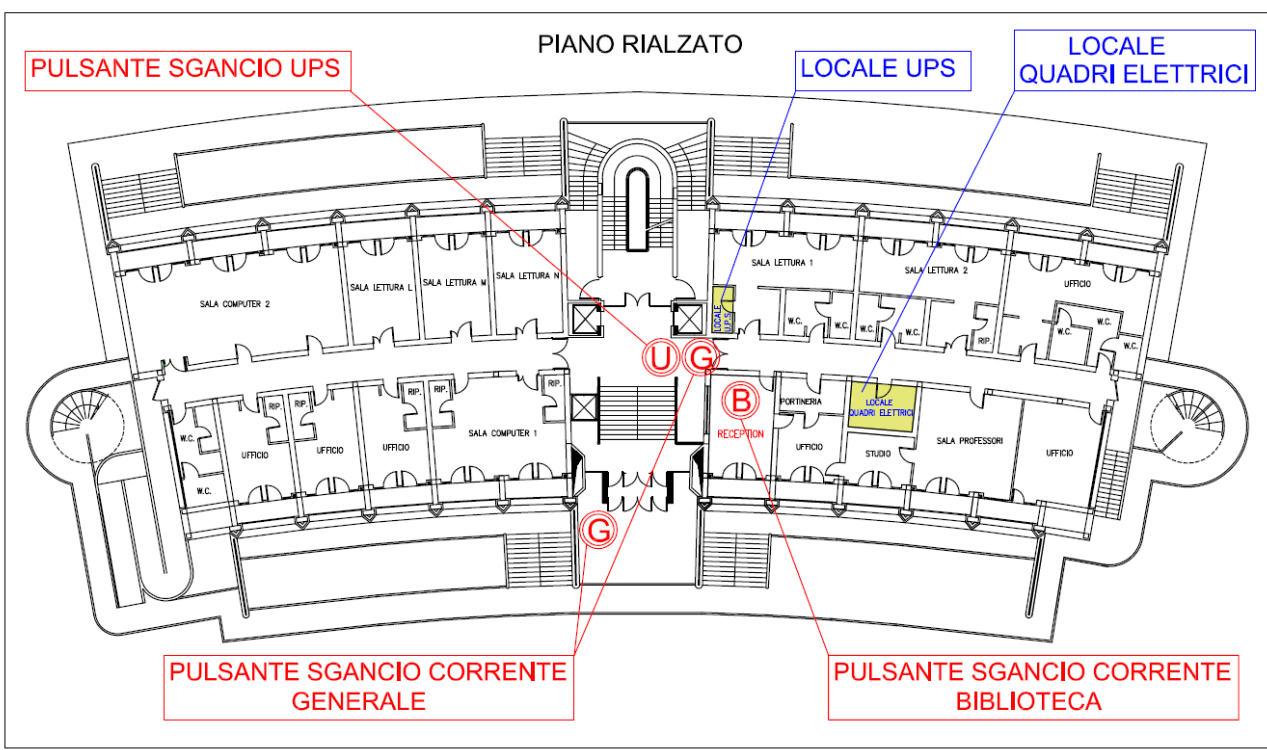 PIANO RIALZATO
PULSANTE SGANCIO UPS
LOCALE UPS
LOCALE
QUADRI ELETTRICI
SALA COMPUTER 2
SALA LETTURA L
SALA LETTURA M
SALA LETTURA N
SALA LETTURA 1
SALA LETTURA 2
UFFICIO
LOCALE
U.P.S.
W.C.
W.C.
W.C.
W.C.
RIP.
W.C.
W.C.
W.C.
U
G
W.C.
W.C.
UFFICIO
RIP.
RIP.
UFFICIO
UFFICIO
RIP.
RIP.
SALA COMPUTER 1
RIP.
B
RECEPTION
PORTINERIA
UFFICIO
LOCALE
QUADRI ELETTRICI
STUDIO
SALA PROFESSORI
UFFICIO
G
PULSANTE SGANCIO CORRENTE
GENERALE
PULSANTE SGANCIO CORRENTE
BIBLIOTECA